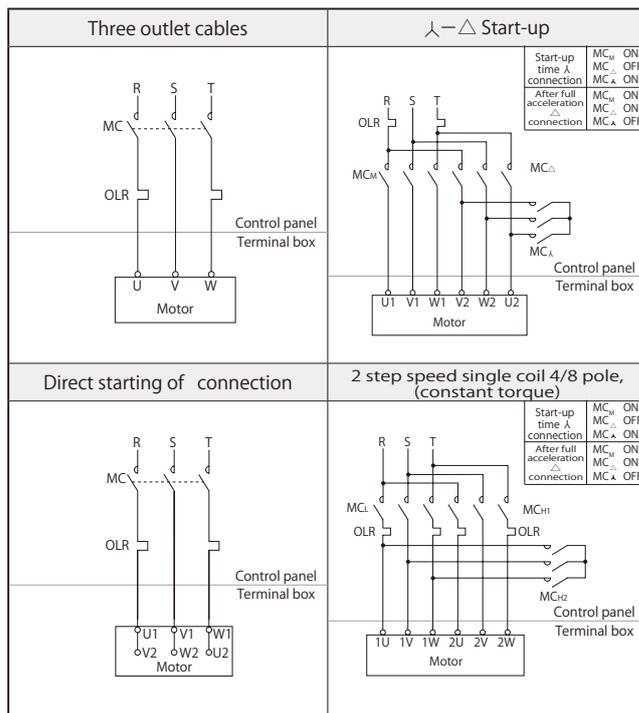 Three outlet cables
R S T
MC
OLR
Control panel
Terminal box
U V W
Motor
⅄−△ Start-up
Start-up time ⅄ connection
MCM ON
MC△ OFF
MC⅄ ON
After full acceleration △ connection
MCM ON
MC△ ON
MC⅄ OFF
R S T
OLR
MCM
MC△
MC⅄
Control panel
Terminal box
U1 V1 W1 V2 W2 U2
Motor
Direct starting of connection
R S T
MC
OLR
Control panel
Terminal box
U1 V1 W1
V2 W2 U2
Motor
2 step speed single coil 4/8 pole,
(constant torque)
Start-up time ⅄ connection
MCM ON
MC△ OFF
MC⅄ ON
After full acceleration △ connection
MCM ON
MC△ ON
MC⅄ OFF
R S T
MCL
MCH1
OLR OLR
MCH2
Control panel
Terminal box
1U 1V 1W 2U 2V 2W
Motor